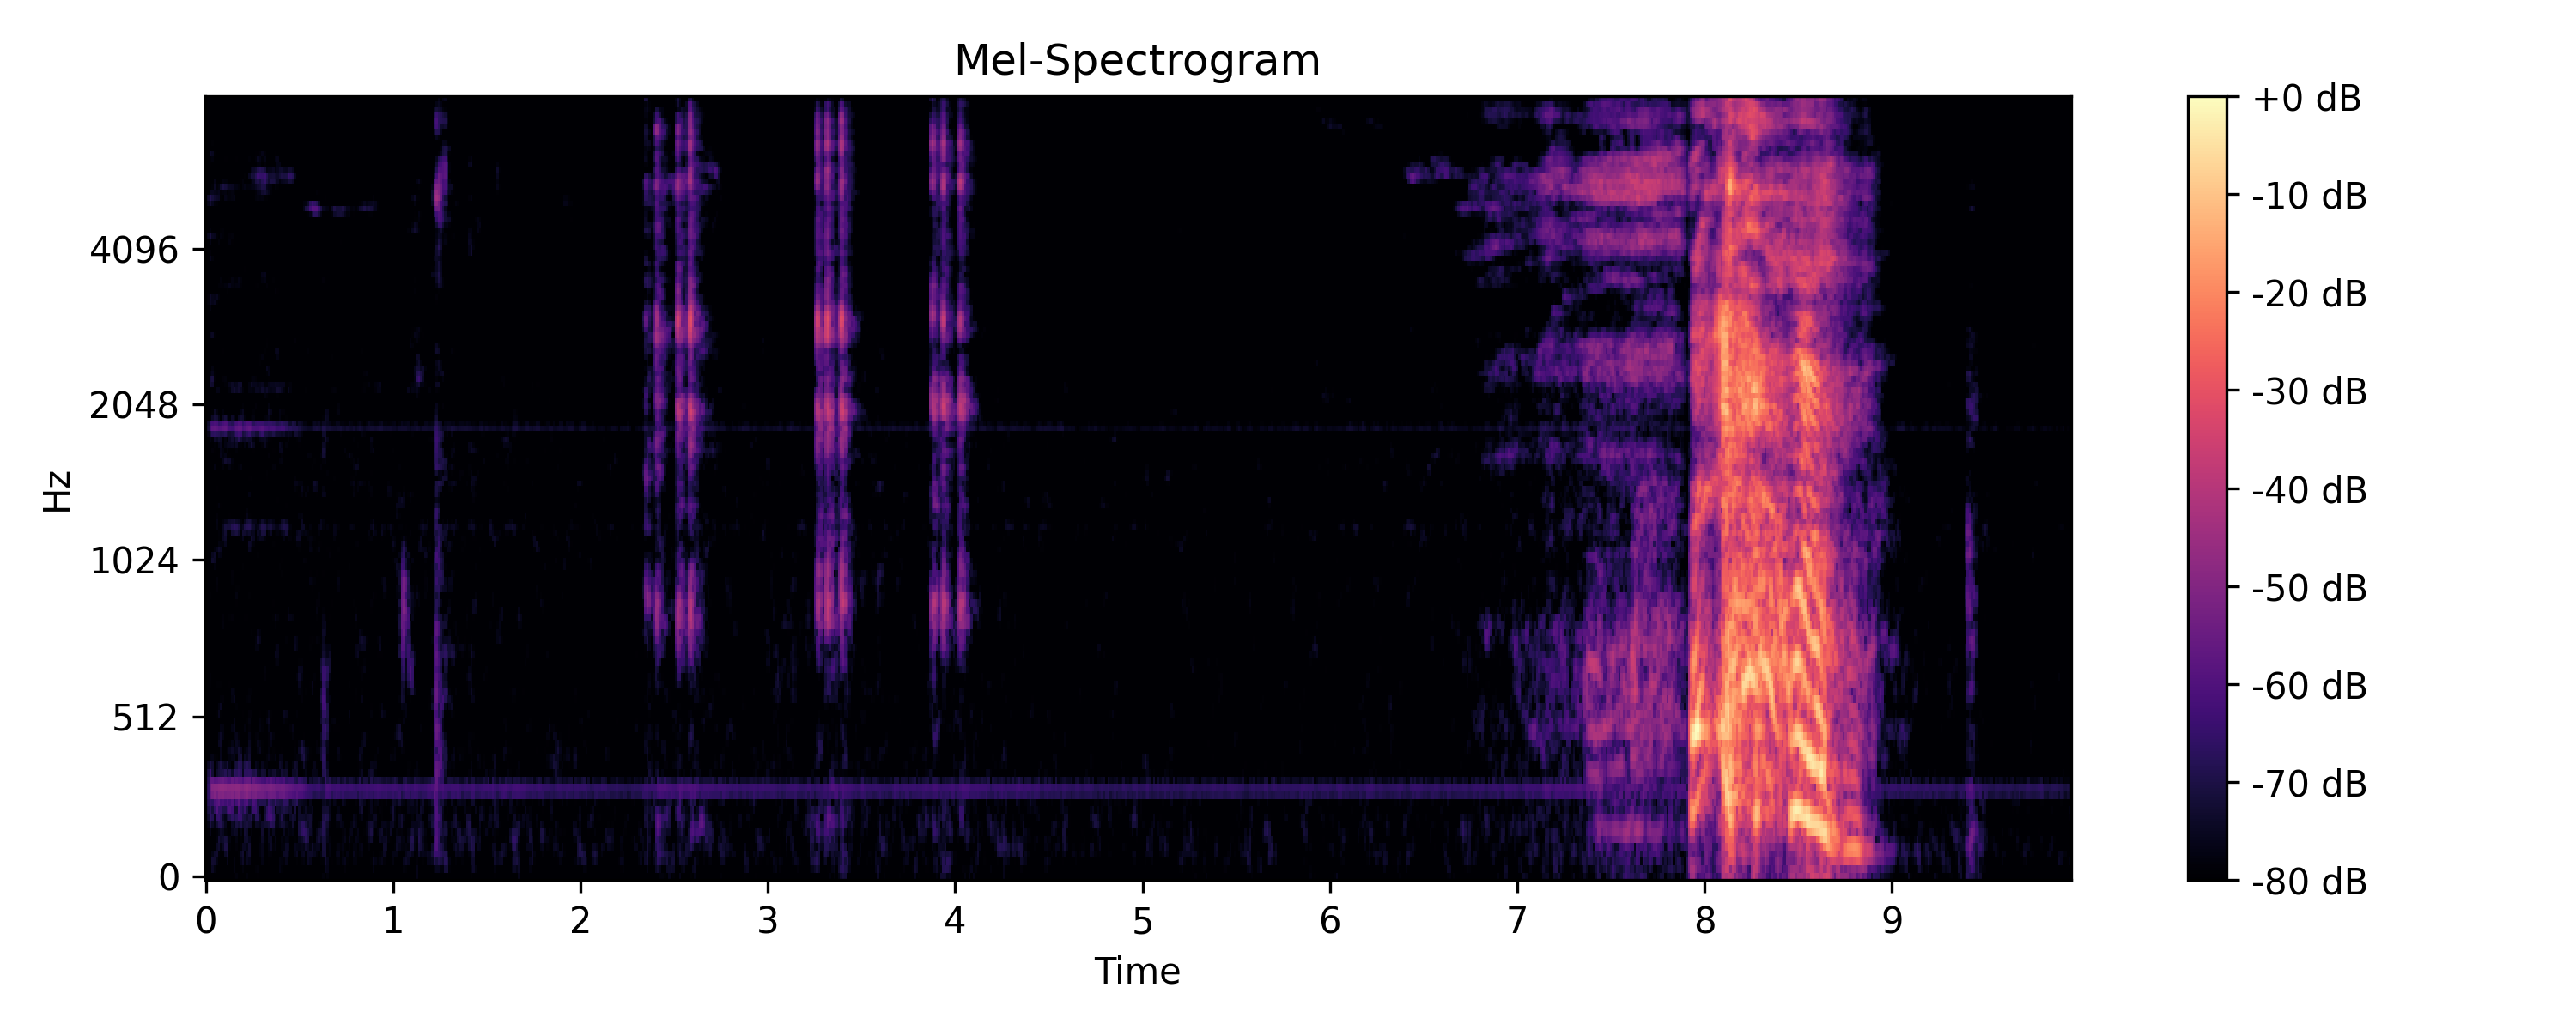 Mel-Spectrogram
+0 dB
-10 dB
-20 dB
-30 dB
-40 dB
-50 dB
-60 dB
-70 dB
-80 dB
Hz
4096
2048
1024
512
0
0 1 2 3 4 5 6 7 8 9
Time